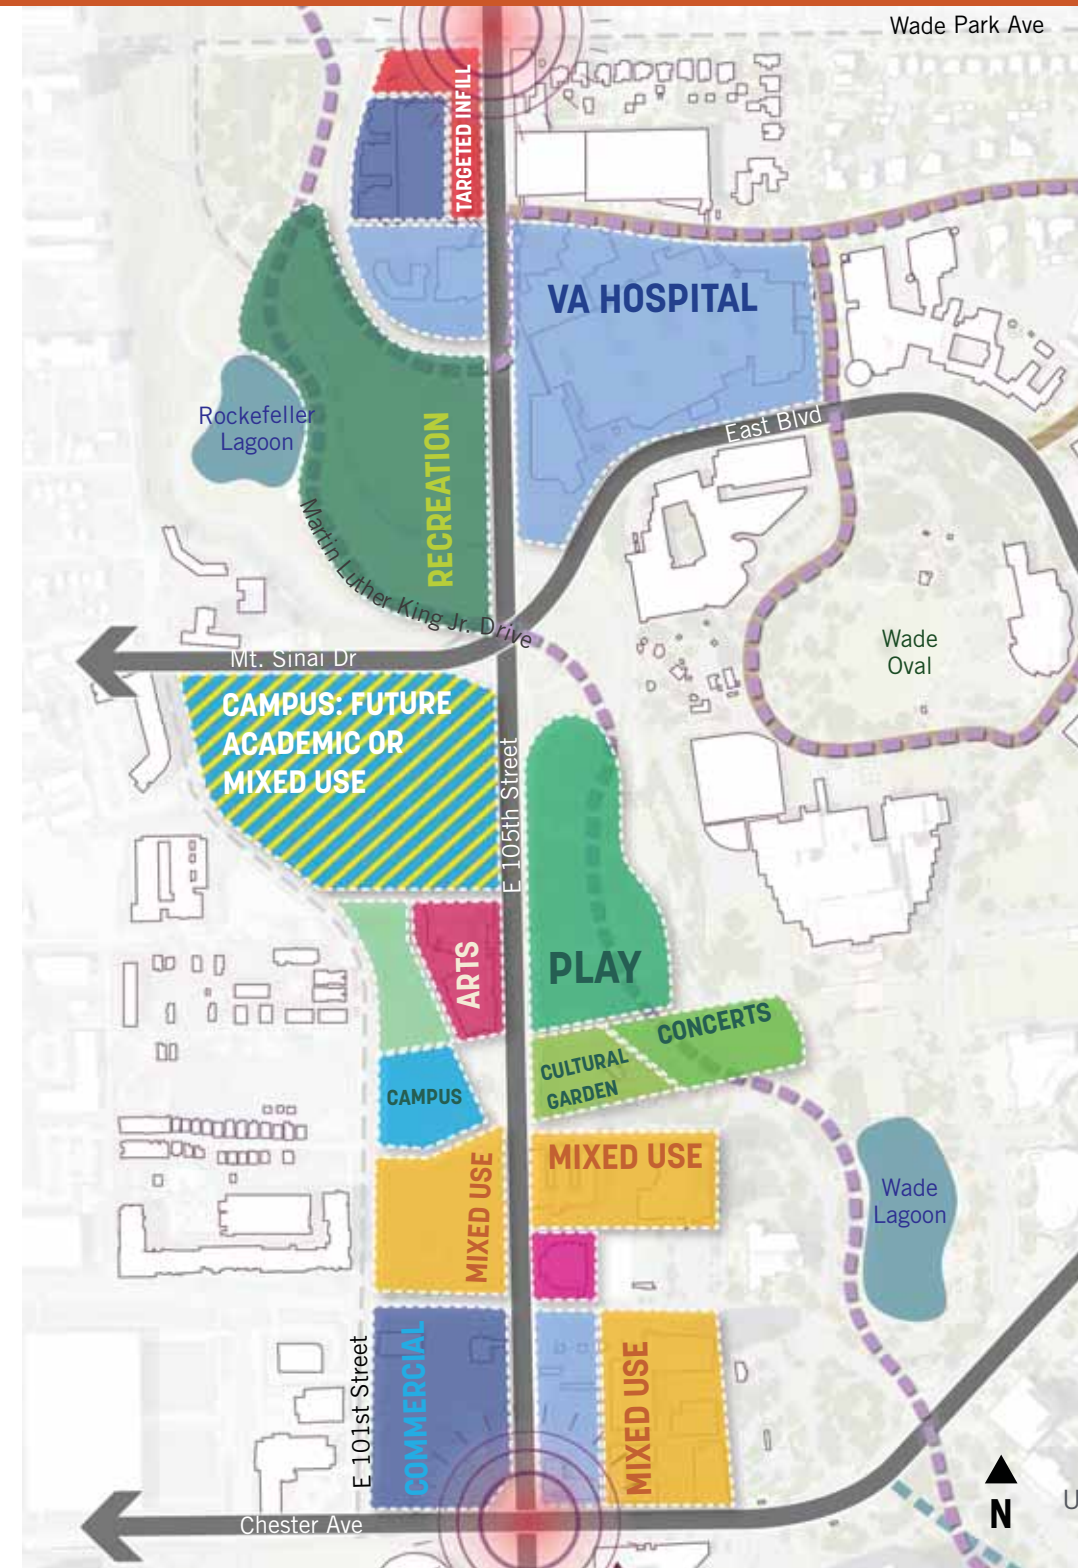 Wade Park Ave
TARGETED INFILL
VA HOSPITAL
East Blvd
Rockefeller
Lagoon
RECREATION
Martin Luther King Jr. Drive
Wade
Oval
Mt. Sinai Dr
CAMPUS: FUTURE
ACADEMIC OR
MIXED USE
E 105th Street
PLAY
ARTS
CONCERTS
CULTURAL
GARDEN
CAMPUS
MIXED USE
MIXED USE
Wade
Lagoon
E 101st Street
COMMERCIAL
MIXED USE
Chester Ave
N
U